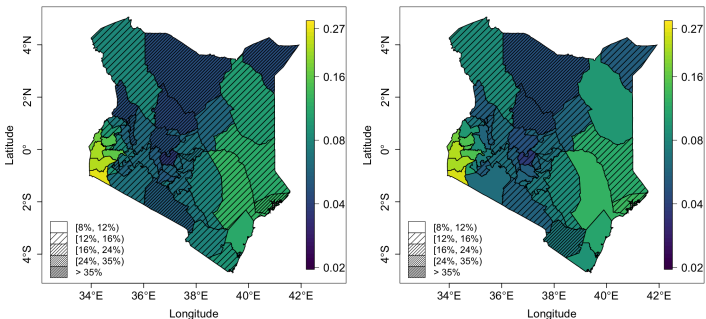 4°N
2°N
0°
2°S
4°S
Latitude
34°E 36°E 38°E 40°E 42°E
Longitude
[8%, 12%)
[12%, 16%)
[16%, 24%)
[24%, 35%)
> 35%
0.27
0.16
0.08
0.04
0.02
4°N
2°N
0°
2°S
4°S
Latitude
34°E 36°E 38°E 40°E 42°E
Longitude
[8%, 12%)
[12%, 16%)
[16%, 24%)
[24%, 35%)
> 35%
0.27
0.16
0.08
0.04
0.02